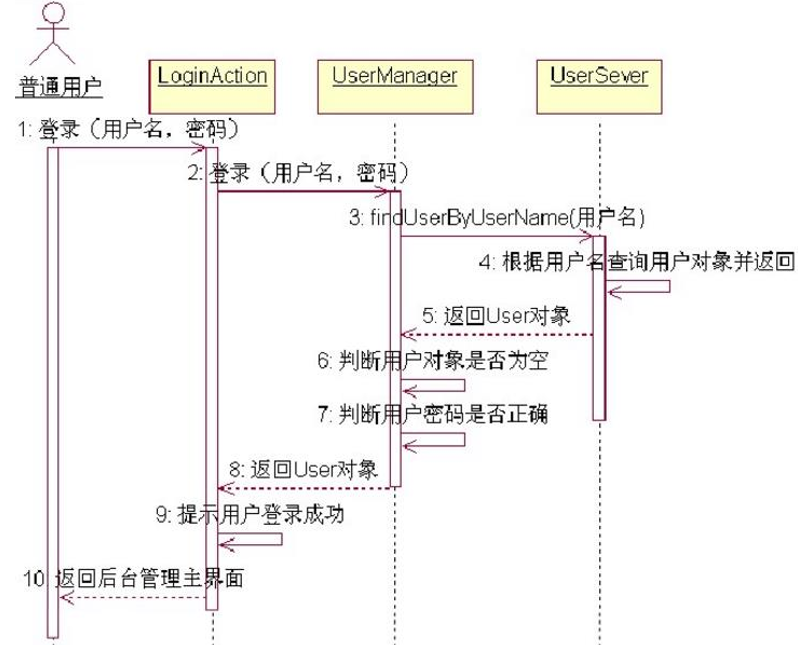 普通用户
LoginAction
UserManager
UserSever
1: 登录（用户名，密码）
2: 登录（用户名，密码）
3: findUserByUserName(用户名)
4: 根据用户名查询用户对象并返回
5: 返回User对象
6: 判断用户对象是否为空
7: 判断用户密码是否正确
8: 返回User对象
9: 提示用户登录成功
10: 返回后台管理主界面